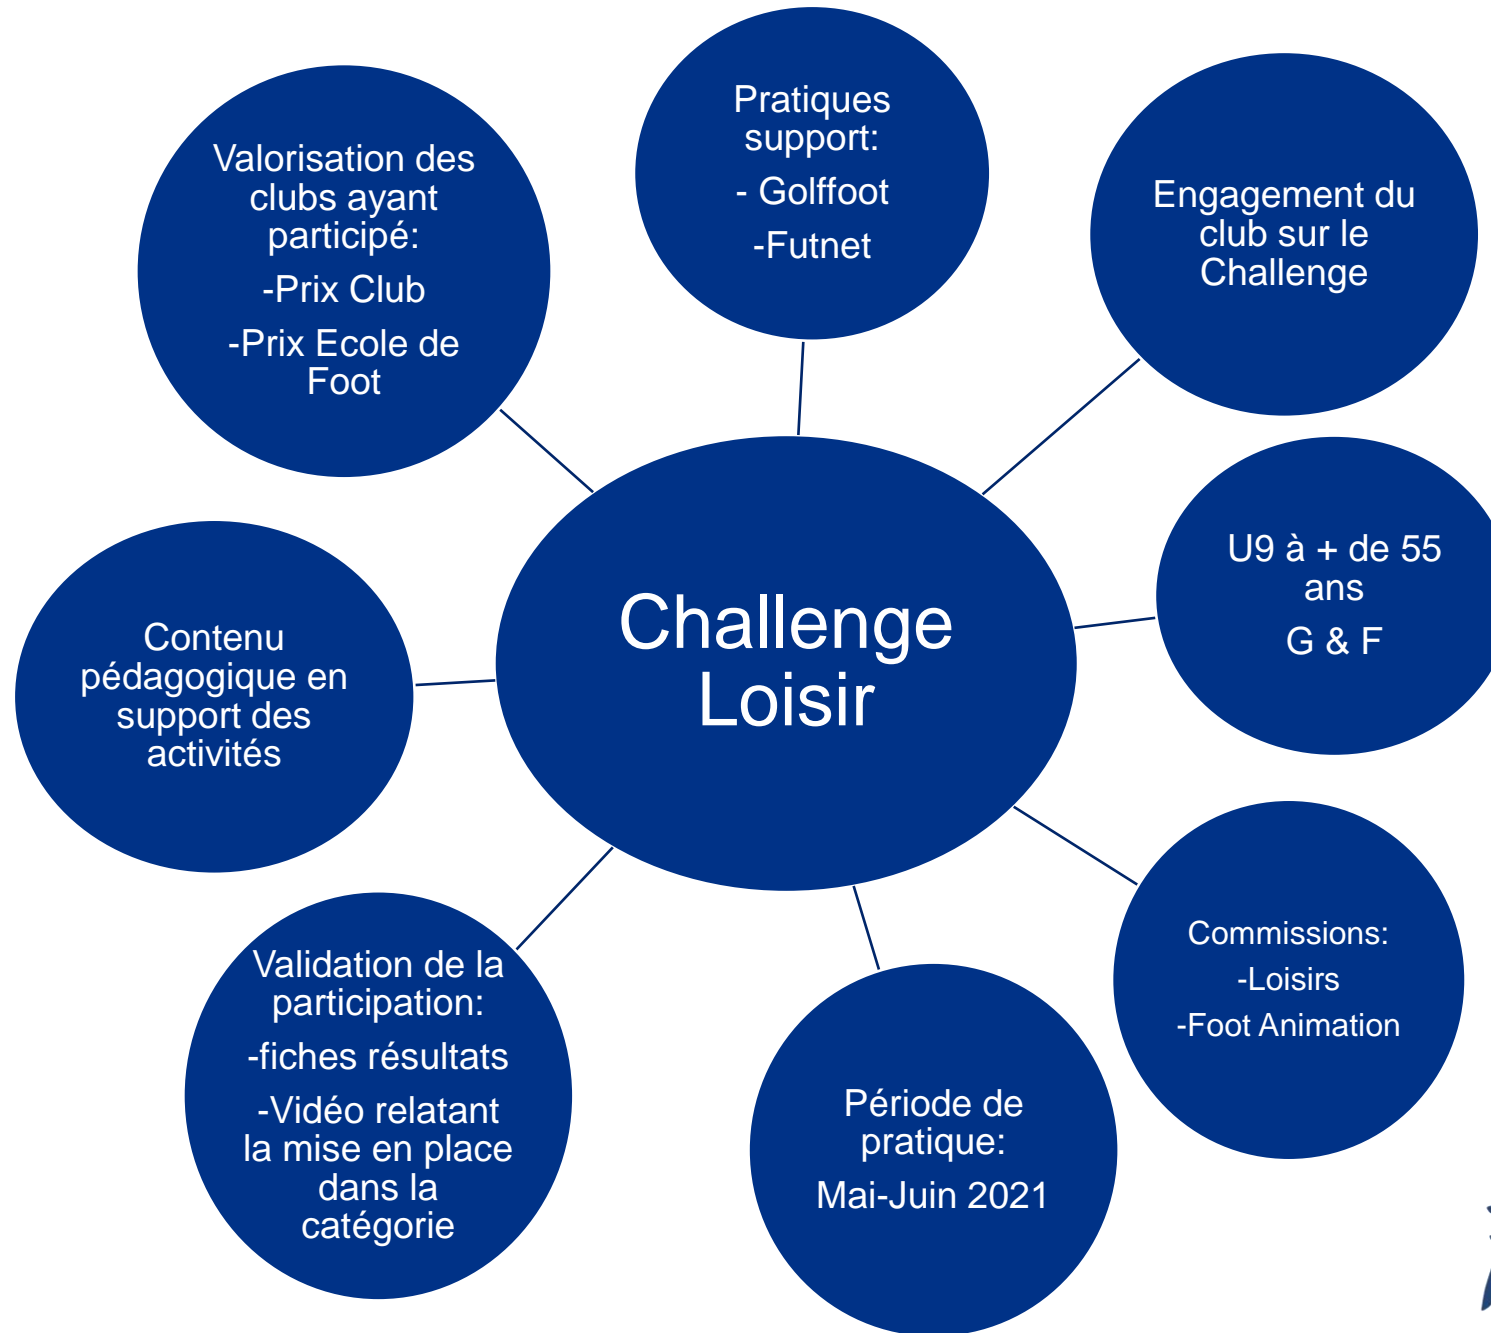 Pratiques
support:
- Golffoot
-Futnet
Engagement du
club sur le
Challenge
U9 à + de 55
ans
G & F
Commissions:
-Loisirs
-Foot Animation
Période de
pratique:
Mai-Juin 2021
Validation de la
participation:
-fiches résultats
-Vidéo relatant
la mise en place
dans la
catégorie
Contenu
pédagogique en
support des
activités
Valorisation des
clubs ayant
participé:
-Prix Club
-Prix Ecole de
Foot
Challenge
Loisir